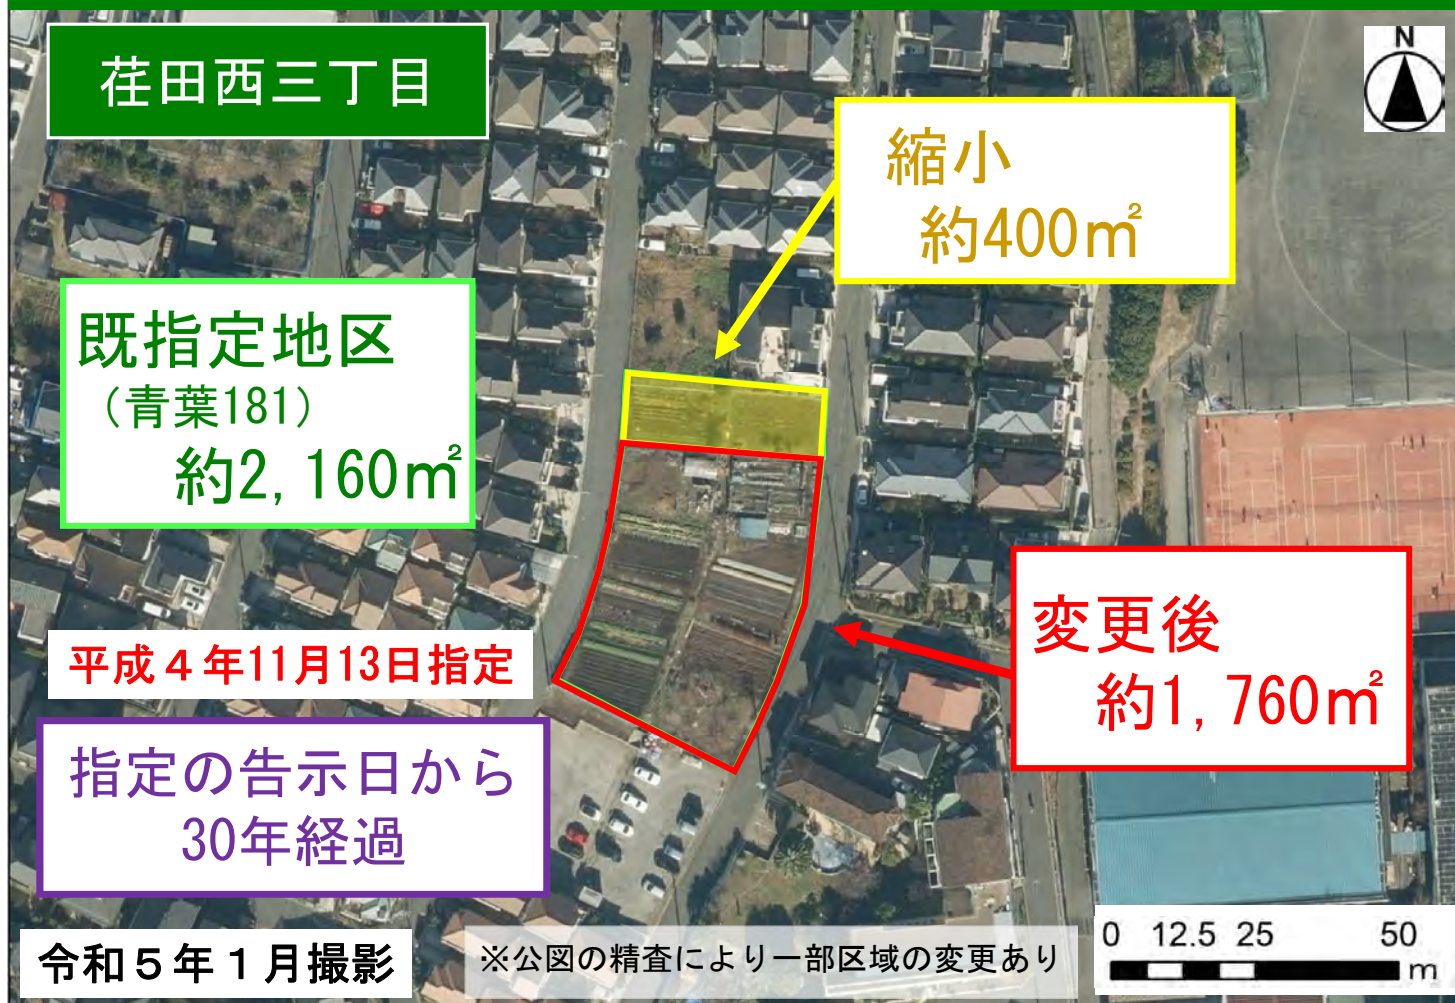 荏田西三丁目
N
縮小
約400㎡
既指定地区
（青葉181）
約2,160㎡
変更後
約1,760㎡
平成４年11月13日指定
指定の告示日から
30年経過
令和５年１月撮影
※公図の精査により一部区域の変更あり
0 12.5 25 50
m